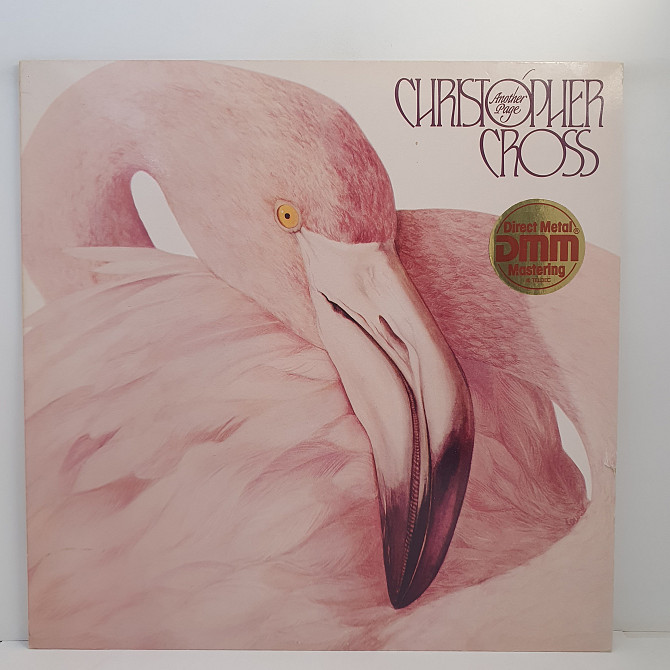 CHRISTOPHER
Another
Page
CROSS
Direct Metal®
DMM
Mastering